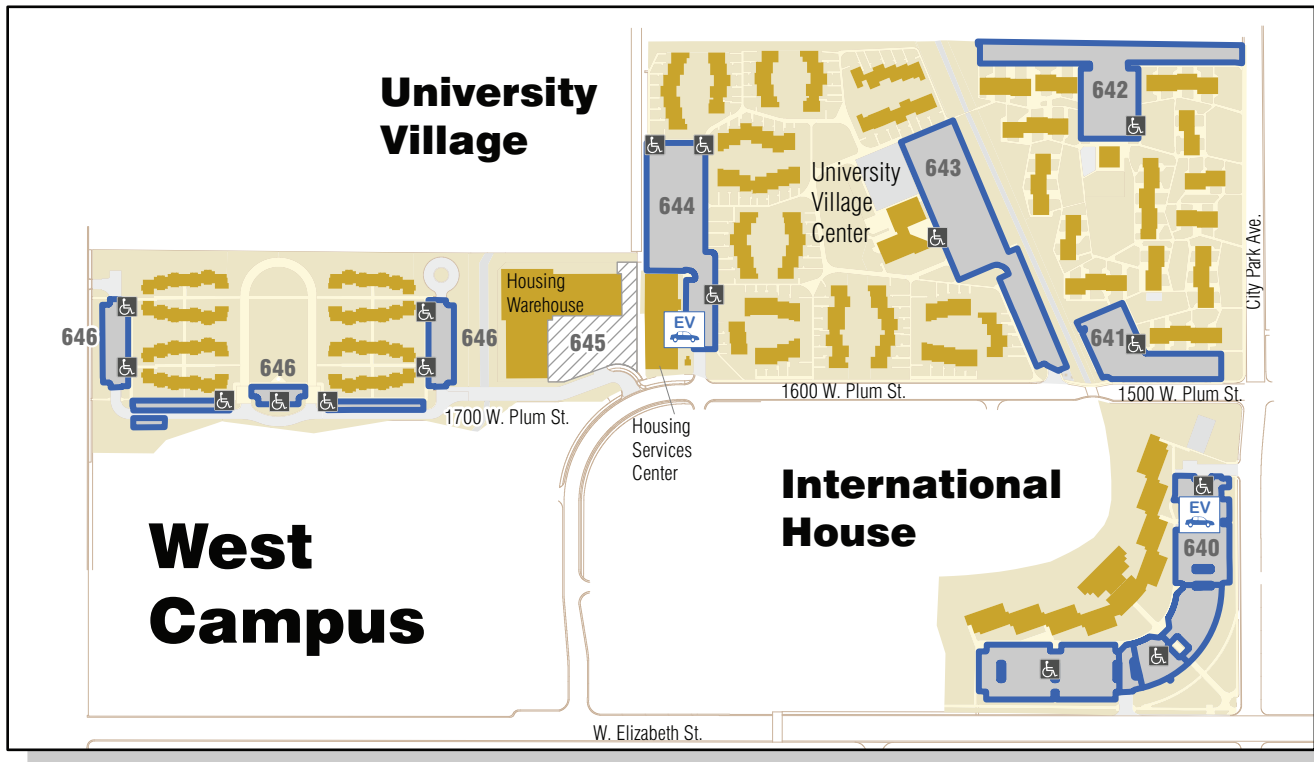 University
Village
642
643
University
Village
Center
644
City Park Ave.
Housing
Warehouse
EV
646
646
645
641
646
1600 W. Plum St.
1500 W. Plum St.
1700 W. Plum St.
Housing
Services
Center
International
House
EV
640
West
Campus
W. Elizabeth St.